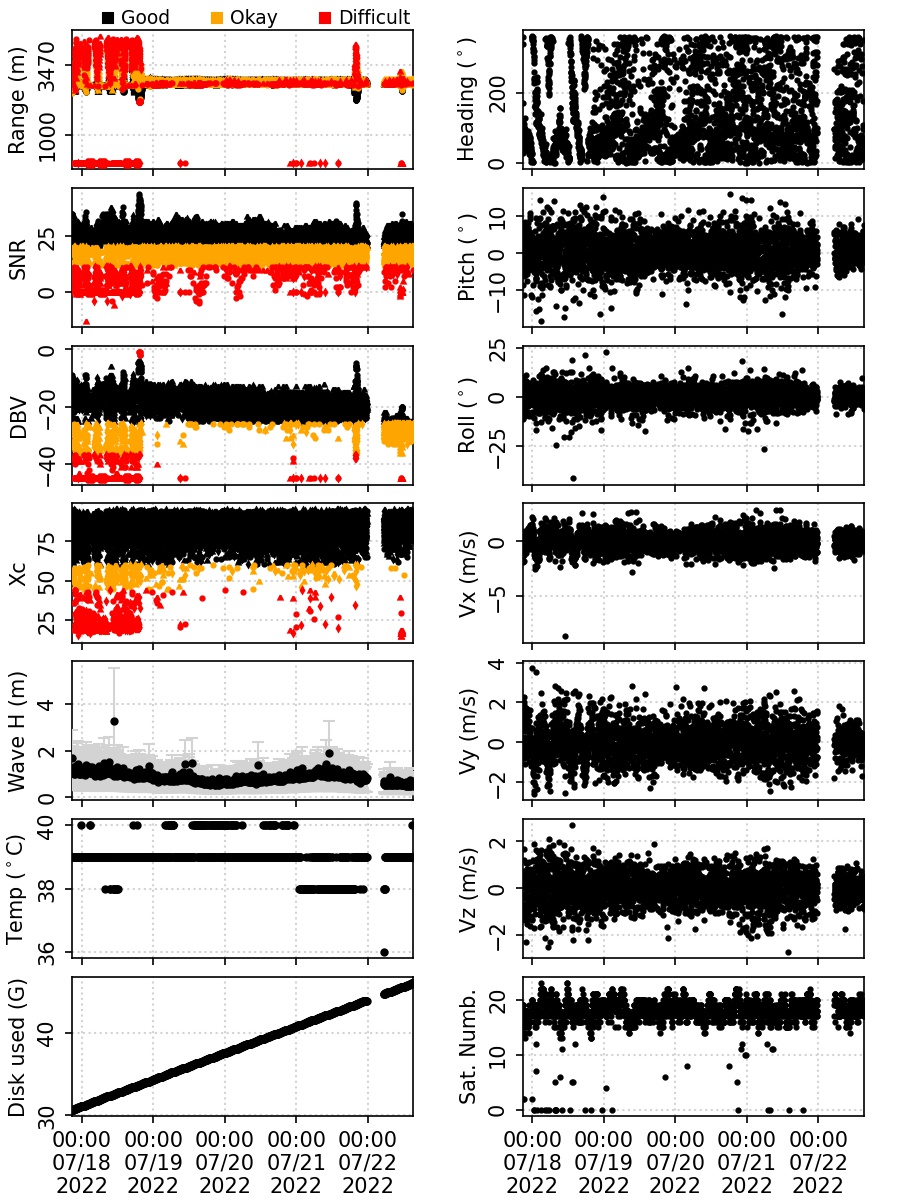 Good Okay Difficult
Range (m)
3470
1000
Heading (°)
200
0
SNR
25
0
Pitch (°)
10
0
−10
DBV
0
−20
−40
Roll (°)
25
0
−25
Xc
75
50
25
Vx (m/s)
0
−5
Wave H (m)
4
2
0
Vy (m/s)
4
2
0
−2
Temp (°C)
40
38
36
Vz (m/s)
2
0
−2
Disk used (G)
40
30
Sat. Numb.
20
10
0
00:00 00:00 00:00 00:00 00:00
07/18 07/19 07/20 07/21 07/22
2022 2022 2022 2022 2022
00:00 00:00 00:00 00:00 00:00
07/18 07/19 07/20 07/21 07/22
2022 2022 2022 2022 2022